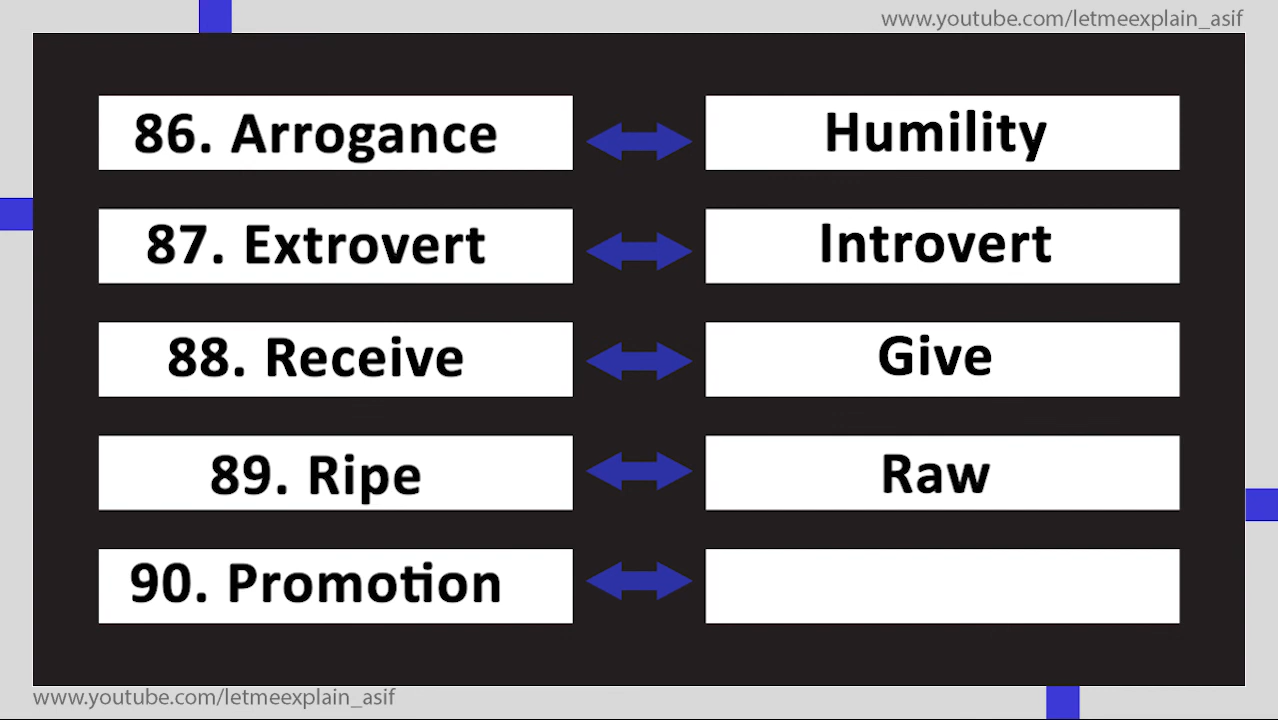 www.youtube.com/letmeexplain_asif
86. Arrogance
Humility
87. Extrovert
Introvert
88. Receive
Give
89. Ripe
Raw
90. Promotion
www.youtube.com/letmeexplain_asif